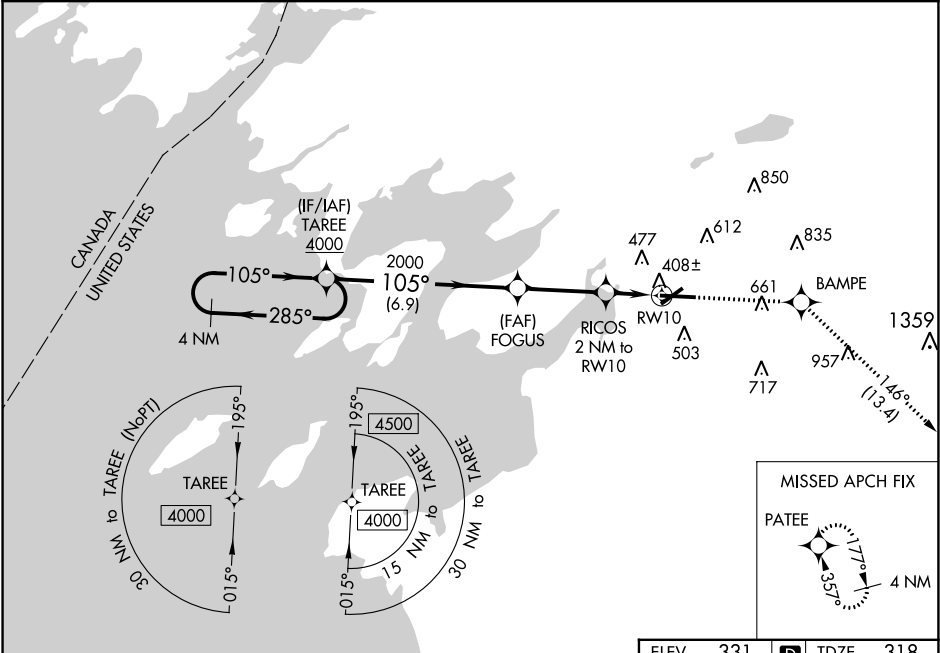 CANADA
UNITED STATES
(IF/IAF)
TAREE
4000
105°
285°
4 NM
2000
105°
(6.9)
(FAF)
FOGUS
RICOS
2 NM to
RW10
477
408±
RW10
503
612
850
835
661
717
BAMPE
957
1359
146°
(13.4)
30 NM to TAREE (NoPT)
195°
TAREE
4000
015°
195°
4500
TAREE
4000
15 NM to TAREE
30 NM to TAREE
015°
MISSED APCH FIX
PATEE
177°
357°
4 NM
ELEV 331 D TDZE 318